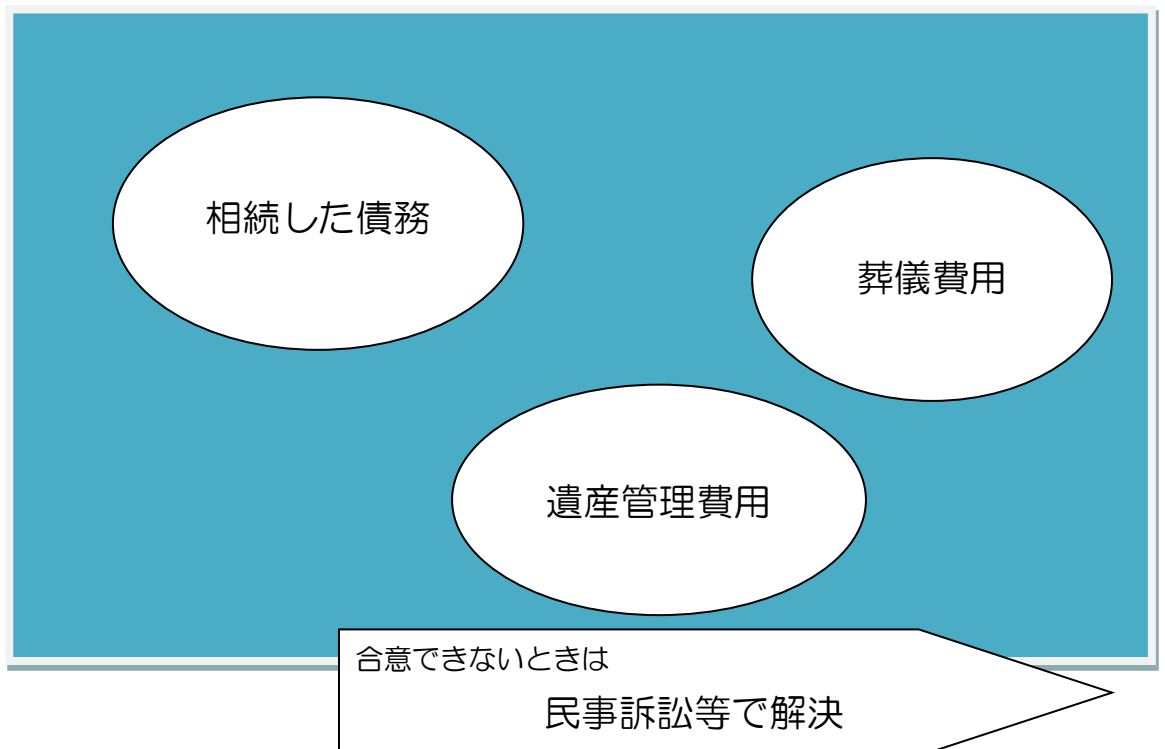 相続した債務
葬儀費用
遺産管理費用
合意できないときは
民事訴訟等で解決